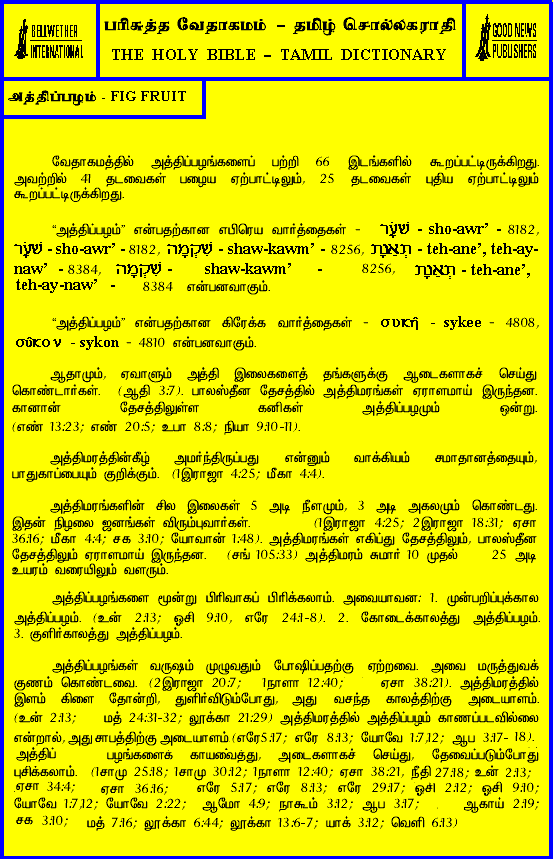 BELLWETHER
INTERNATIONAL
பரிசுத்த வேதாகமம் – தமிழ் சொல்லகராதி
THE HOLY BIBLE – TAMIL DICTIONARY
GOOD NEWS
PUBLISHERS
அத்திப்பழம் - FIG FRUIT
வேதாகமத்தில் அத்திப்பழங்களைப் பற்றி 66 இடங்களில் கூறப்பட்டிருக்கிறது.
அவற்றில் 41 தடவைகள் பழைய ஏற்பாட்டிலும், 25 தடவைகள் புதிய ஏற்பாட்டிலும்
கூறப்பட்டிருக்கிறது.
“அத்திப்பழம்” என்பதற்கான எபிரெய வார்த்தைகள் - שֹׁעָר - sho-awr’ - 8182,
שֹׁעָר - sho-awr’ - 8182, שִׁקְמָה - shaw-kawm’ - 8256, תְּאֵנָה - teh-ane’, teh-ay-
naw’ - 8384, שִׁקְמָה - shaw-kawm’ - 8256, תְּאֵנָה - teh-ane’,
teh-ay-naw’ - 8384 என்பனவாகும்.
“அத்திப்பழம்” என்பதற்கான கிரேக்க வார்த்தைகள் - συκῆ - sykee - 4808,
σῦκον - sykon - 4810 என்பனவாகும்.
ஆதாமும், ஏவாளும் அத்தி இலைகளைத் தங்களுக்கு ஆடைகளாகச் செய்து
கொண்டார்கள். (ஆதி 3:7). பாலஸ்தீன தேசத்தில் அத்திமரங்கள் ஏராளமாய் இருந்தன.
கானான் தேசத்திலுள்ள கனிகள் அத்திப்பழமும் ஒன்று.
(எண் 13:23; எண் 20:5; உபா 8:8; நியா 9:10-11).
அத்திமரத்தின்கீழ் அமர்ந்திருப்பது என்னும் வாக்கியம் சமாதானத்தையும்,
பாதுகாப்பையும் குறிக்கும். (1இராஜா 4:25; மீகா 4:4).
அத்திமரங்களின் சில இலைகள் 5 அடி நீளமும், 3 அடி அகலமும் கொண்டது.
இதன் நிழலை ஜனங்கள் விரும்புவார்கள். (1இராஜா 4:25; 2இராஜா 18:31; ஏசா
36:16; மீகா 4:4; சக 3:10; யோவான் 1:48). அத்திமரங்கள் எகிப்து தேசத்திலும், பாலஸ்தீன
தேசத்திலும் ஏராளமாய் இருந்தன. (சங் 105:33) அத்திமரம் சுமார் 10 முதல் 25 அடி
உயரம் வரையிலும் வளரும்.
அத்திப்பழங்களை மூன்று பிரிவாகப் பிரிக்கலாம். அவையாவன: 1. முன்பறிப்புக்கால
அத்திப்பழம். (உன் 2:13; ஓசி 9:10, எரே 24:1-8). 2. கோடைக்காலத்து அத்திப்பழம்.
3. குளிர்காலத்து அத்திப்பழம்.
அத்திப்பழங்கள் வருஷம் முழுவதும் போஷிப்பதற்கு ஏற்றவை. அவை மருத்துவக்
குணம் கொண்டவை. (2இராஜா 20:7; 1நாளா 12:40; ஏசா 38:21). அத்திமரத்தில்
இளம் கிளை தோன்றி, துளிர்விடும்போது, அது வசந்த காலத்திற்கு அடையாளம்.
(உன் 2:13; மத் 24:31-32; லூக்கா 21:29) அத்திமரத்தில் அத்திப்பழம் காணப்படவில்லை
என்றால், அது சாபத்திற்கு அடையாளம் (எரே5:17; எரே 8:13; யோவே 1:7,12; ஆப 3:17- 18).
அத்திப் பழங்களைக் காயவைத்து, அடைகளாகச் செய்து, தேவைப்படும்போது
புசிக்கலாம். (1சாமு 25:18; 1சாமு 30:12; 1நாளா 12:40; ஏசா 38:21, நீதி 27:18; உன் 2:13;
ஏசா 34:4; ஏசா 36:16; எரே 5:17; எரே 8:13; எரே 29:17; ஓசி 2:12; ஓசி 9:10;
யோவே 1:7,12; யோவே 2:22; ஆமோ 4:9; நாகூம் 3:12; ஆப 3:17; ஆகாய் 2:19;
சக 3:10; மத் 7:16; லூக்கா 6:44; லூக்கா 13:6-7; யாக் 3:12; வெளி 6:13)